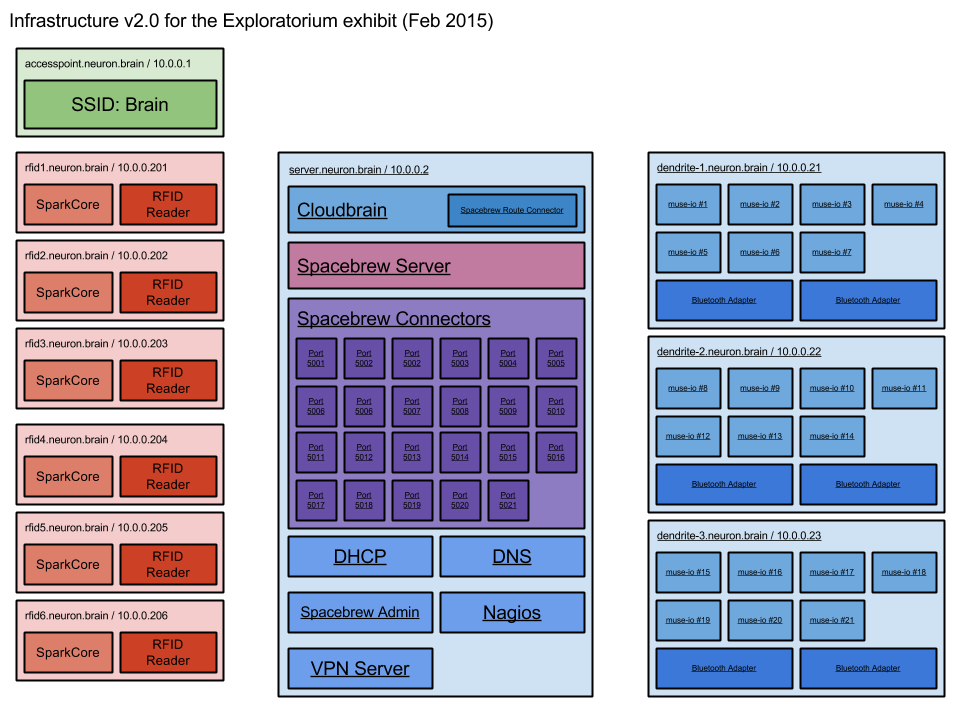 Infrastructure v2.0 for the Exploratorium exhibit (Feb 2015)
accesspoint.neuron.brain / 10.0.0.1
SSID: Brain
rfid1.neuron.brain / 10.0.0.201
SparkCore
RFID
Reader
rfid2.neuron.brain / 10.0.0.202
SparkCore
RFID
Reader
rfid3.neuron.brain / 10.0.0.203
SparkCore
RFID
Reader
rfid4.neuron.brain / 10.0.0.204
SparkCore
RFID
Reader
rfid5.neuron.brain / 10.0.0.205
SparkCore
RFID
Reader
rfid6.neuron.brain / 10.0.0.206
SparkCore
RFID
Reader
server.neuron.brain / 10.0.0.2
Cloudbrain
Spacebrew Route Connector
Spacebrew Server
Spacebrew Connectors
Port
5001
Port
5002
Port
5002
Port
5003
Port
5004
Port
5005
Port
5006
Port
5006
Port
5007
Port
5008
Port
5009
Port
5010
Port
5011
Port
5012
Port
5013
Port
5014
Port
5015
Port
5016
Port
5017
Port
5018
Port
5019
Port
5020
Port
5021
DHCP
DNS
Spacebrew Admin
Nagios
VPN Server
dendrite-1.neuron.brain / 10.0.0.21
muse-io #1
muse-io #2
muse-io #3
muse-io #4
muse-io #5
muse-io #6
muse-io #7
Bluetooth Adapter
Bluetooth Adapter
dendrite-2.neuron.brain / 10.0.0.22
muse-io #8
muse-io #9
muse-io #10
muse-io #11
muse-io #12
muse-io #13
muse-io #14
Bluetooth Adapter
Bluetooth Adapter
dendrite-3.neuron.brain / 10.0.0.23
muse-io #15
muse-io #16
muse-io #17
muse-io #18
muse-io #19
muse-io #20
muse-io #21
Bluetooth Adapter
Bluetooth Adapter